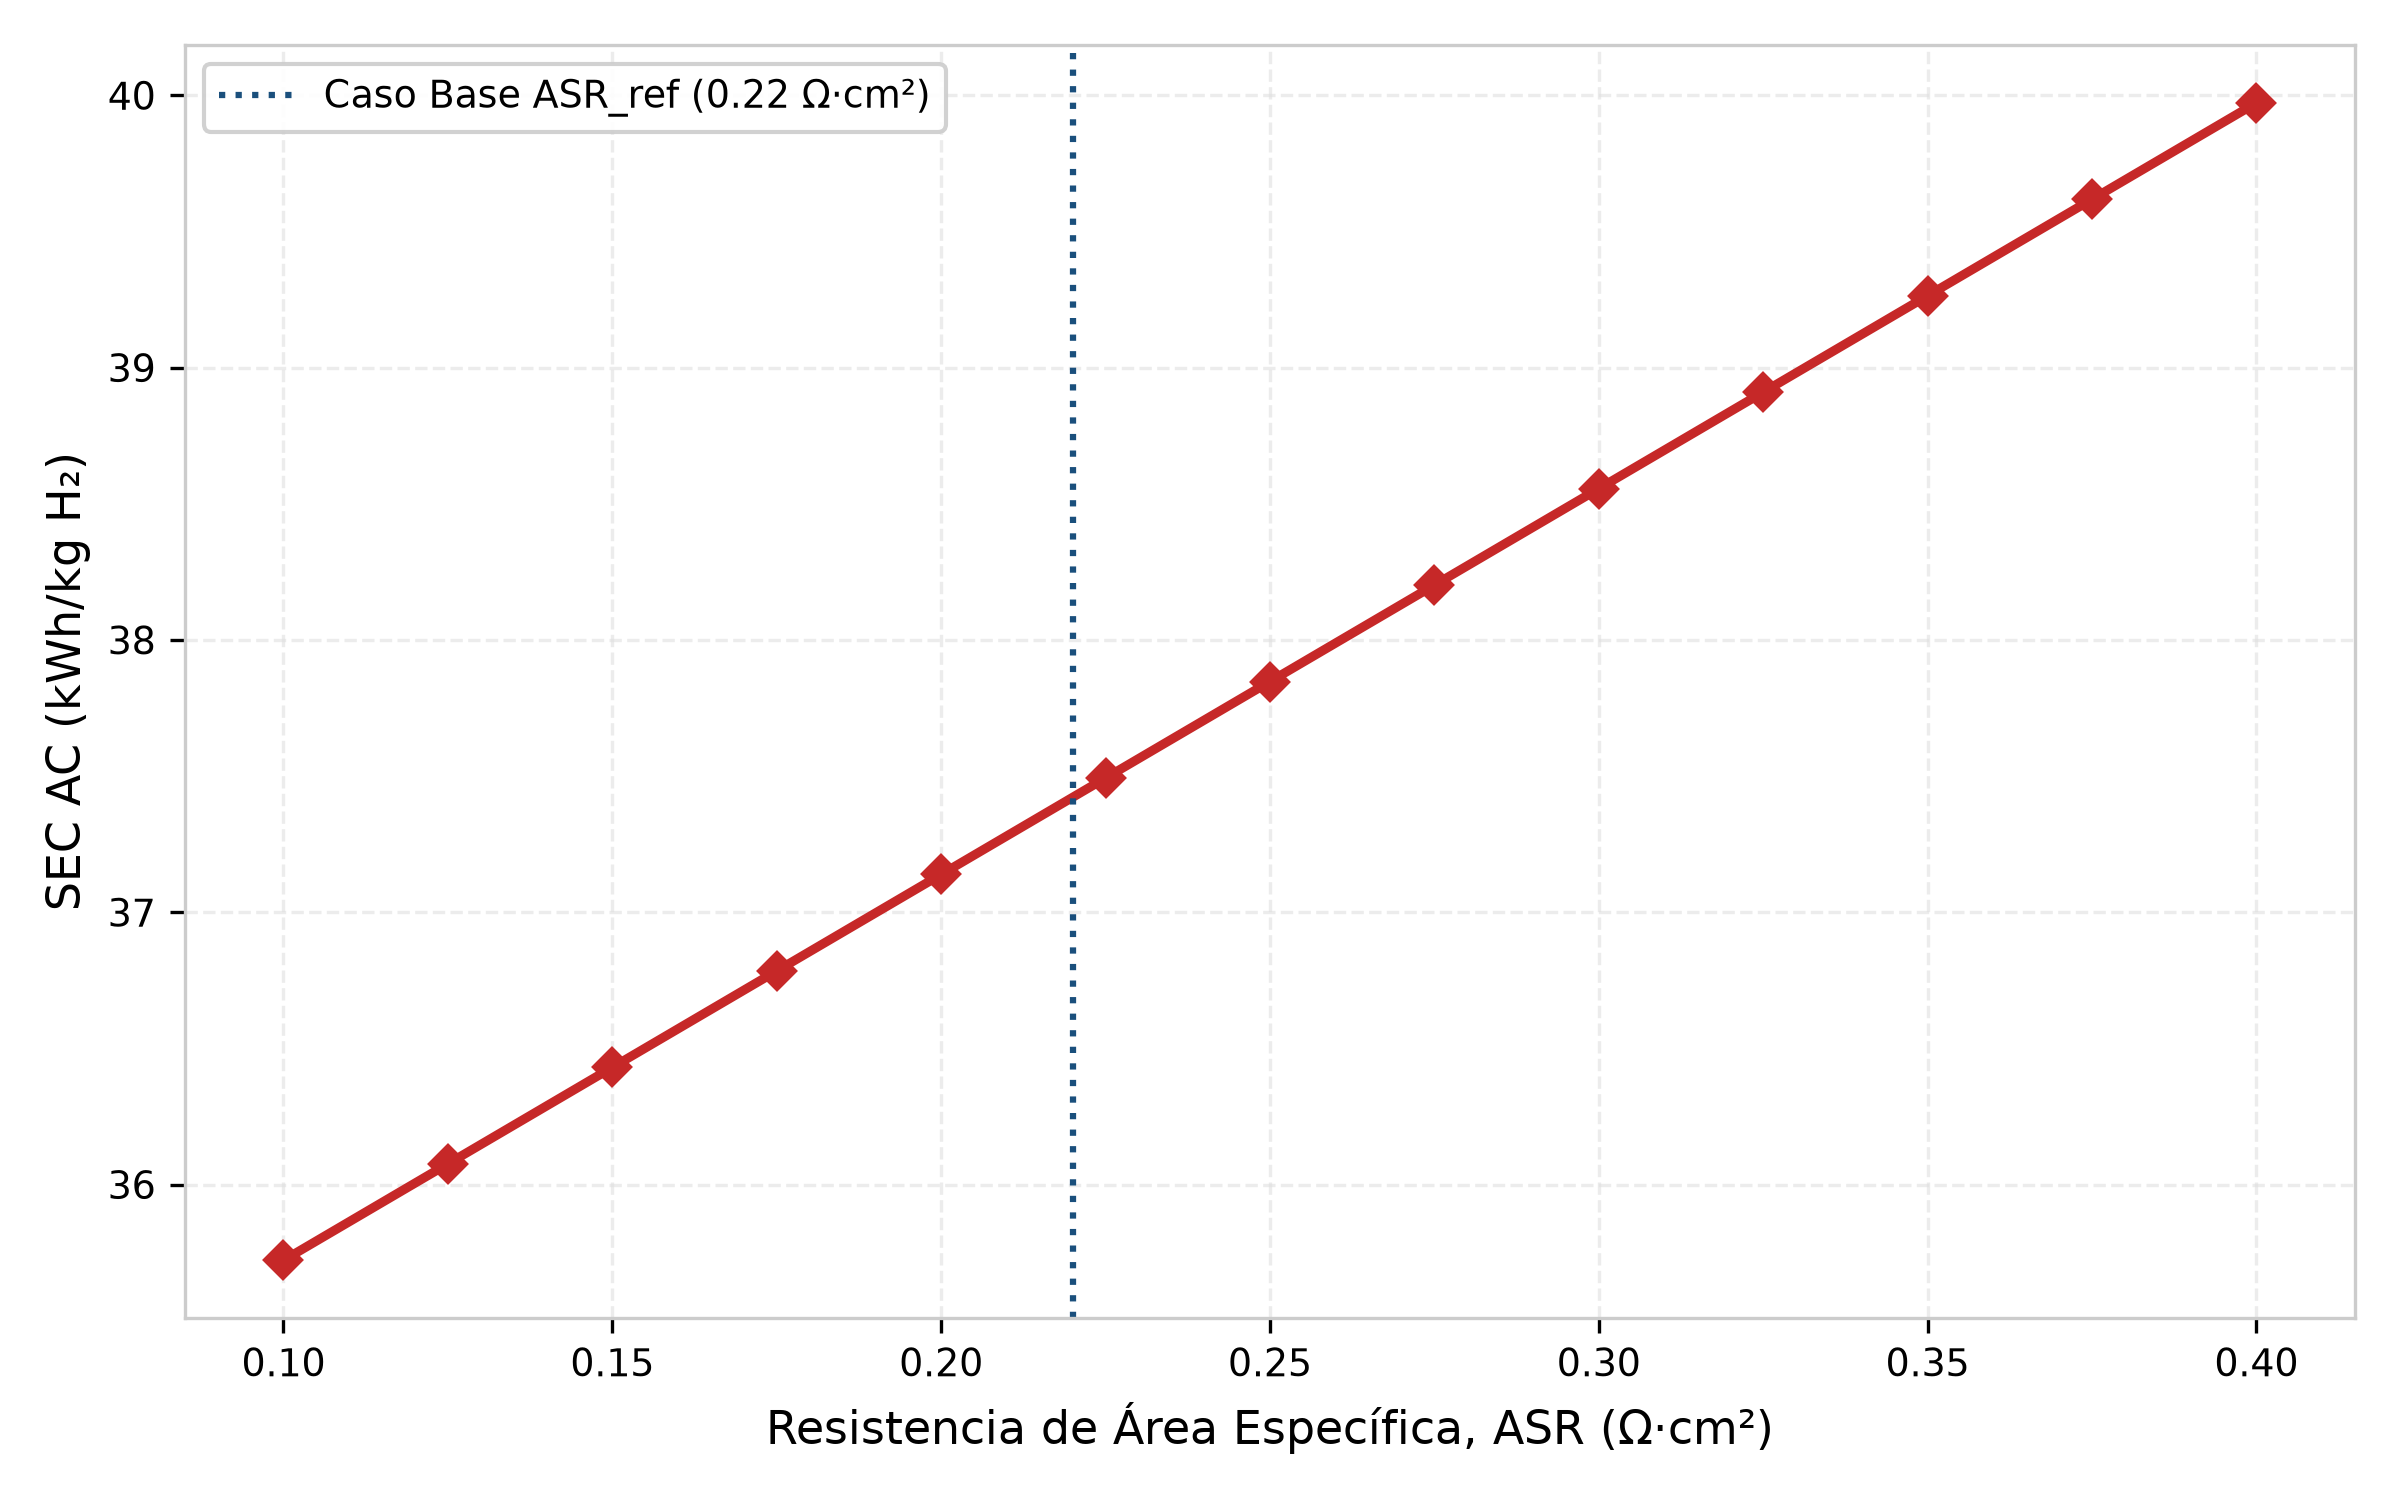 Caso Base ASR_ref (0.22 Ω·cm²)
40
39
38
37
36
SEC AC (kWh/kg H₂)
0.10 0.15 0.20 0.25 0.30 0.35 0.40
Resistencia de Área Específica, ASR (Ω·cm²)